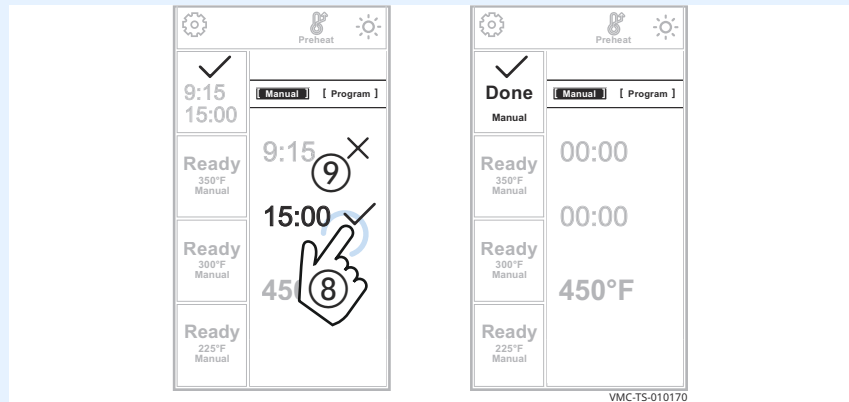 Preheat
9:15
15:00
[ Manual ] [ Program ]
9:15
9
Ready
350°F
Manual
15:00
Ready
300°F
Manual
8
Ready
225°F
Manual
Preheat
Done
Manual
[ Manual ] [ Program ]
00:00
Ready
350°F
Manual
00:00
Ready
300°F
Manual
450°F
Ready
225°F
Manual
VMC-TS-010170